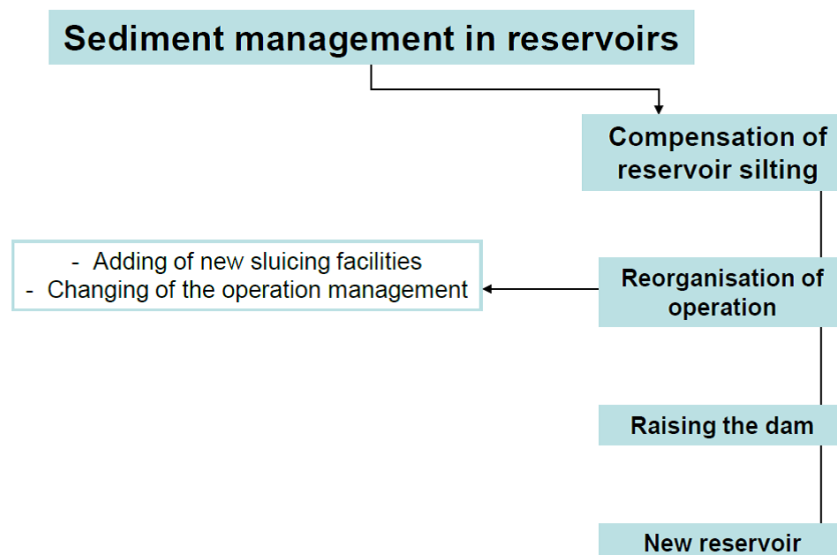 Sediment management in reservoirs
Compensation of
reservoir silting
- Adding of new sluicing facilities
- Changing of the operation management
Reorganisation of
operation
Raising the dam
New reservoir